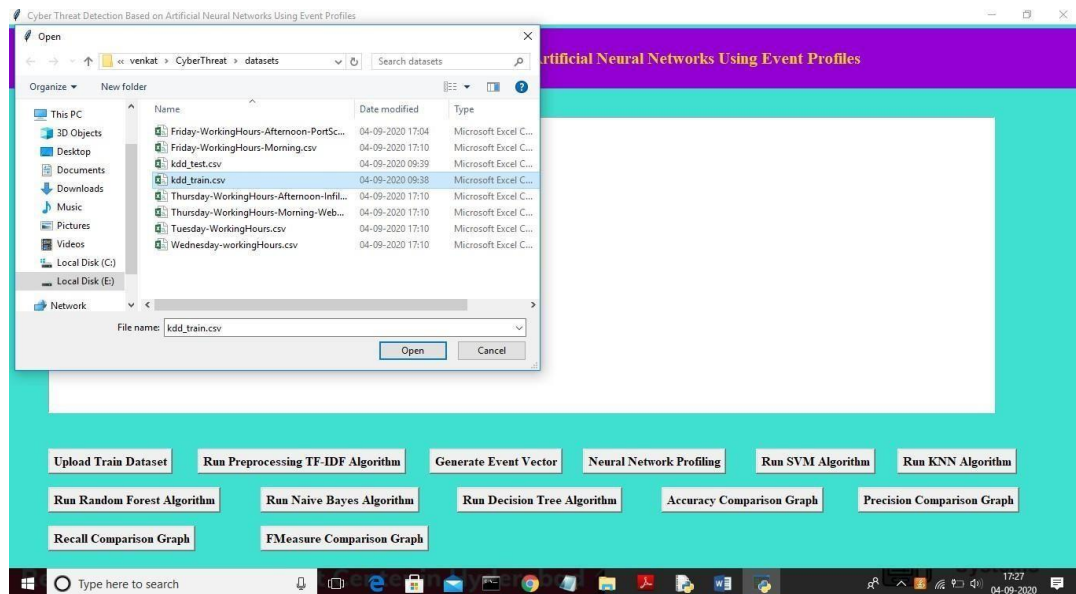 Cyber Threat Detection Based on Artificial Neural Networks Using Event Profiles
Open
rtificial Neural Networks Using Event Profiles
« venkat > CyberThreat > datasets
Search datasets
Organize
New folder
Name
Date modified
Type
This PC
3D Objects
Desktop
Documents
Downloads
Music
Pictures
Videos
Local Disk (C:)
Local Disk (E:)
Network
Friday-WorkingHours-Afternoon-PortSc... 04-09-2020 17:04 Microsoft Excel C...
Friday-WorkingHours-Morning.csv 04-09-2020 17:10 Microsoft Excel C...
kdd_test.csv 04-09-2020 09:39 Microsoft Excel C...
kdd_train.csv 04-09-2020 09:38 Microsoft Excel C...
Thursday-WorkingHours-Afternoon-Infil... 04-09-2020 17:10 Microsoft Excel C...
Thursday-WorkingHours-Morning-Web... 04-09-2020 17:10 Microsoft Excel C...
Tuesday-WorkingHours.csv 04-09-2020 17:10 Microsoft Excel C...
Wednesday-workingHours.csv 04-09-2020 17:10 Microsoft Excel C...
File name: kdd_train.csv
Open
Cancel
Upload Train Dataset
Run Preprocessing TF-IDF Algorithm
Generate Event Vector
Neural Network Profiling
Run SVM Algorithm
Run KNN Algorithm
Run Random Forest Algorithm
Run Naive Bayes Algorithm
Run Decision Tree Algorithm
Accuracy Comparison Graph
Precision Comparison Graph
Recall Comparison Graph
FMeasure Comparison Graph
Type here to search
17:27
04-09-2020